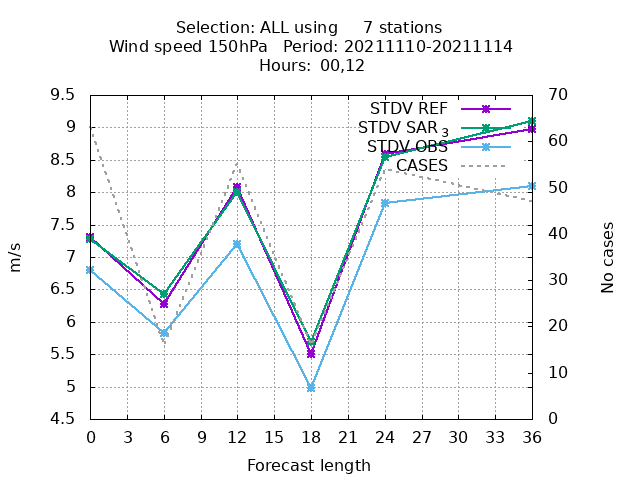 Selection: ALL using 7 stations
Wind speed 150hPa Period: 20211110-20211114
Hours: 00,12
9.5
9
8.5
8
7.5
7
6.5
6
5.5
5
4.5
70
60
50
40
30
20
10
0
STDV REF
STDV SAR3
STDV OBS
CASES
m/s
No cases
0 3 6 9 12 15 18 21 24 27 30 33 36
Forecast length